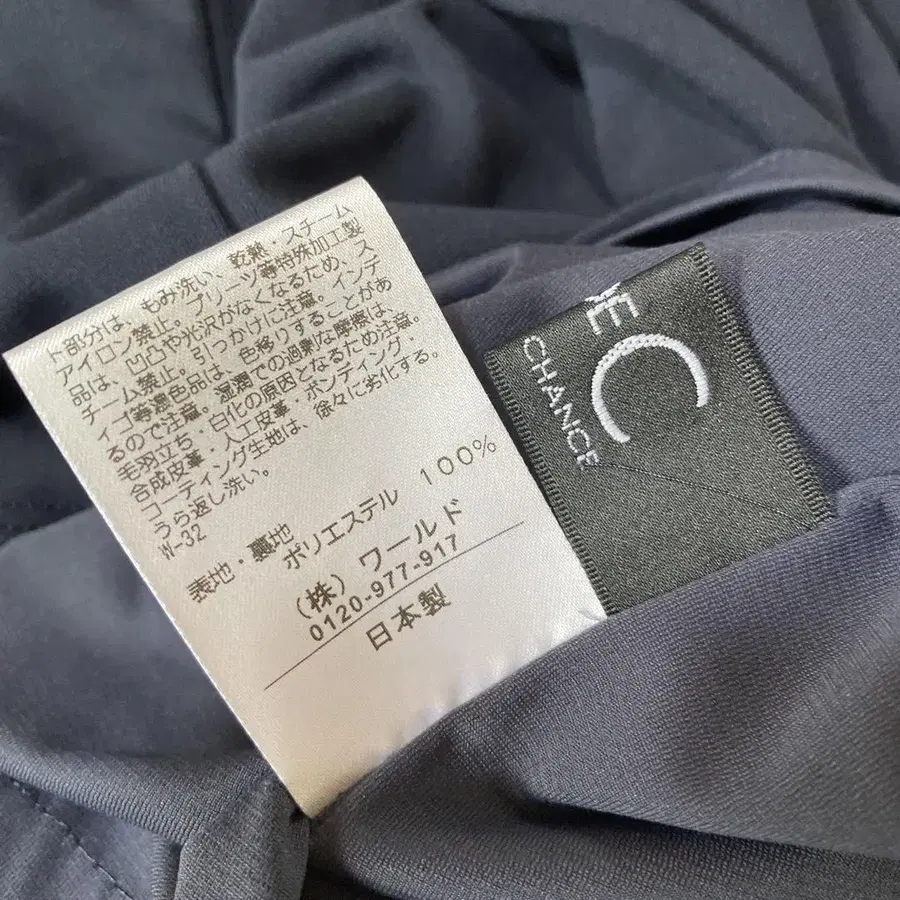 ト部分は、もみ洗い、乾燥・スチーム
アイロン禁止。プリーツ等特殊加工製
品は、凹凸や光沢がなくなるため、ス
チーム禁止。引っかけに注意。インデ
ィゴ等濃色品は、色移りすることがあ
るので注意。湿潤での過剰な摩擦は、
毛羽立ち・白化の原因となるため注意。
合成皮革・人工皮革・ボンディング・
コーティング生地は、徐々に劣化する。
うら返し洗い。
W-32
表地・裏地
ポリエステル 100%
(株) ワールド
0120-977-917
日本製
C
CHANCE